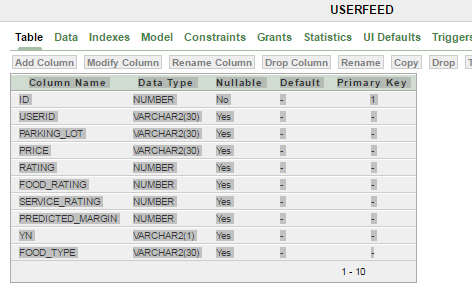 USERFEED
Table Data Indexes Model Constraints Grants Statistics UI Defaults Triggers
Add Column Modify Column Rename Column Drop Column Rename Copy Drop
Column Name Data Type Nullable Default Primary Key
ID NUMBER No - 1
USERID VARCHAR2(30) Yes - -
PARKING_LOT VARCHAR2(30) Yes - -
PRICE VARCHAR2(30) Yes - -
RATING NUMBER Yes - -
FOOD_RATING NUMBER Yes - -
SERVICE_RATING NUMBER Yes - -
PREDICTED_MARGIN NUMBER Yes - -
YN VARCHAR2(1) Yes - -
FOOD_TYPE VARCHAR2(30) Yes - -
1 - 10